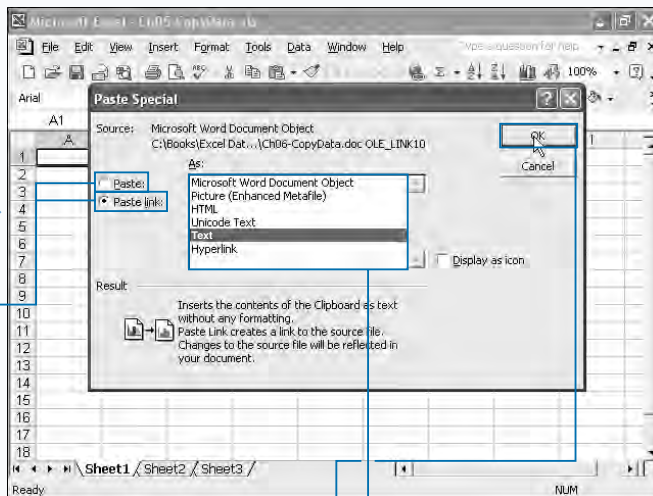 Microsoft Excel - Ch05-CopyData.xls
File Edit View Insert Format Tools Data Window Help Type a question for help
100%
Arial
A1
Paste Special
Source: Microsoft Word Document Object
C:\Books\Excel Dat...\Ch06-CopyData.doc OLE_LINK10
As:
OK
Cancel
Paste:
Paste link:
Microsoft Word Document Object
Picture (Enhanced Metafile)
HTML
Unicode Text
Text
Hyperlink
Display as icon
Result
Inserts the contents of the Clipboard as text
without any formatting.
Paste Link creates a link to the source file.
Changes to the source file will be reflected in
your document.
A
I
1
2
3
4
5
6
7
8
9
10
11
12
13
14
15
16
17
18
Sheet1 Sheet2 Sheet3
Ready NUM